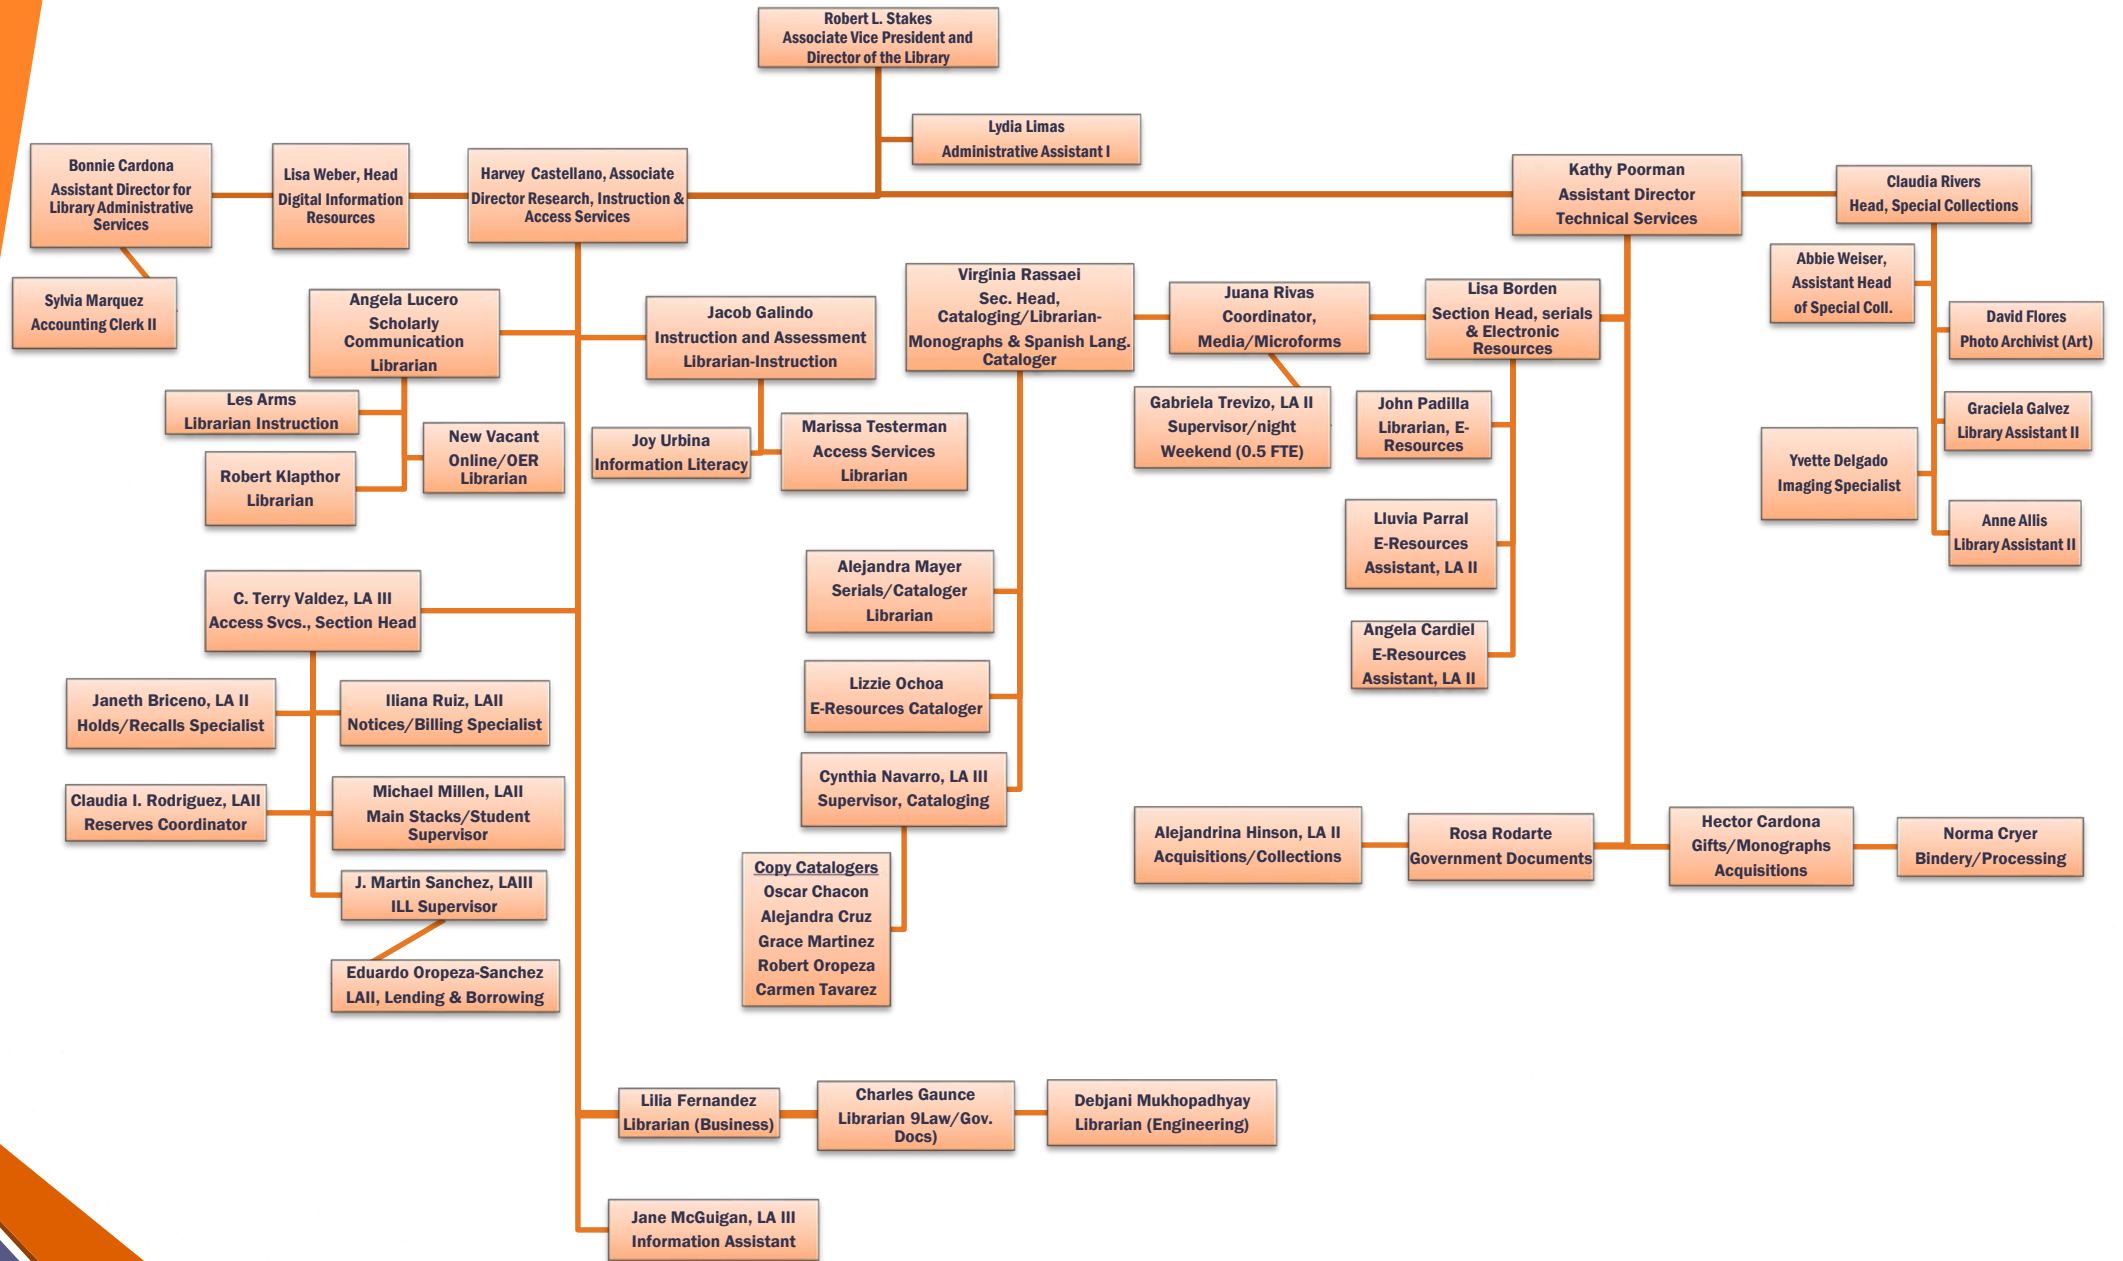 Robert L. Stakes
Associate Vice President and
Director of the Library
Lydia Limas
Administrative Assistant I
Bonnie Cardona
Assistant Director for
Library Administrative
Services
Lisa Weber, Head
Digital Information
Resources
Harvey Castellano, Associate
Director Research, Instruction &
Access Services
Kathy Poorman
Assistant Director
Technical Services
Claudia Rivers
Head, Special Collections
Sylvia Marquez
Accounting Clerk II
Angela Lucero
Scholarly
Communication
Librarian
Jacob Galindo
Instruction and Assessment
Librarian-Instruction
Virginia Rassaei
Sec. Head,
Cataloging/Librarian-
Monographs & Spanish Lang.
Cataloger
Juana Rivas
Coordinator,
Media/Microforms
Lisa Borden
Section Head, serials
& Electronic
Resources
Abbie Weiser,
Assistant Head
of Special Coll.
David Flores
Photo Archivist (Art)
Les Arms
Librarian Instruction
New Vacant
Online/OER
Librarian
Robert Klapthor
Librarian
Joy Urbina
Information Literacy
Marissa Testerman
Access Services
Librarian
Gabriela Trevizo, LA II
Supervisor/night
Weekend (0.5 FTE)
John Padilla
Librarian, E-
Resources
Graciela Galvez
Library Assistant II
Yvette Delgado
Imaging Specialist
Lluvia Parral
E-Resources
Assistant, LA II
Anne Allis
Library Assistant II
C. Terry Valdez, LA III
Access Svcs., Section Head
Alejandra Mayer
Serials/Cataloger
Librarian
Angela Cardiel
E-Resources
Assistant, LA II
Janeth Briceno, LA II
Holds/Recalls Specialist
Iliana Ruiz, LAII
Notices/Billing Specialist
Lizzie Ochoa
E-Resources Cataloger
Claudia I. Rodriguez, LAII
Reserves Coordinator
Michael Millen, LAII
Main Stacks/Student
Supervisor
Cynthia Navarro, LA III
Supervisor, Cataloging
Alejandrina Hinson, LA II
Acquisitions/Collections
Rosa Rodarte
Government Documents
Hector Cardona
Gifts/Monographs
Acquisitions
Norma Cryer
Bindery/Processing
J. Martin Sanchez, LAIII
ILL Supervisor
Copy Catalogers
Oscar Chacon
Alejandra Cruz
Grace Martinez
Robert Oropeza
Carmen Tavarez
Eduardo Oropeza-Sanchez
LAII, Lending & Borrowing
Lilia Fernandez
Librarian (Business)
Charles Gaunce
Librarian 9Law/Gov.
Docs)
Debjani Mukhopadhyay
Librarian (Engineering)
Jane McGuigan, LA III
Information Assistant